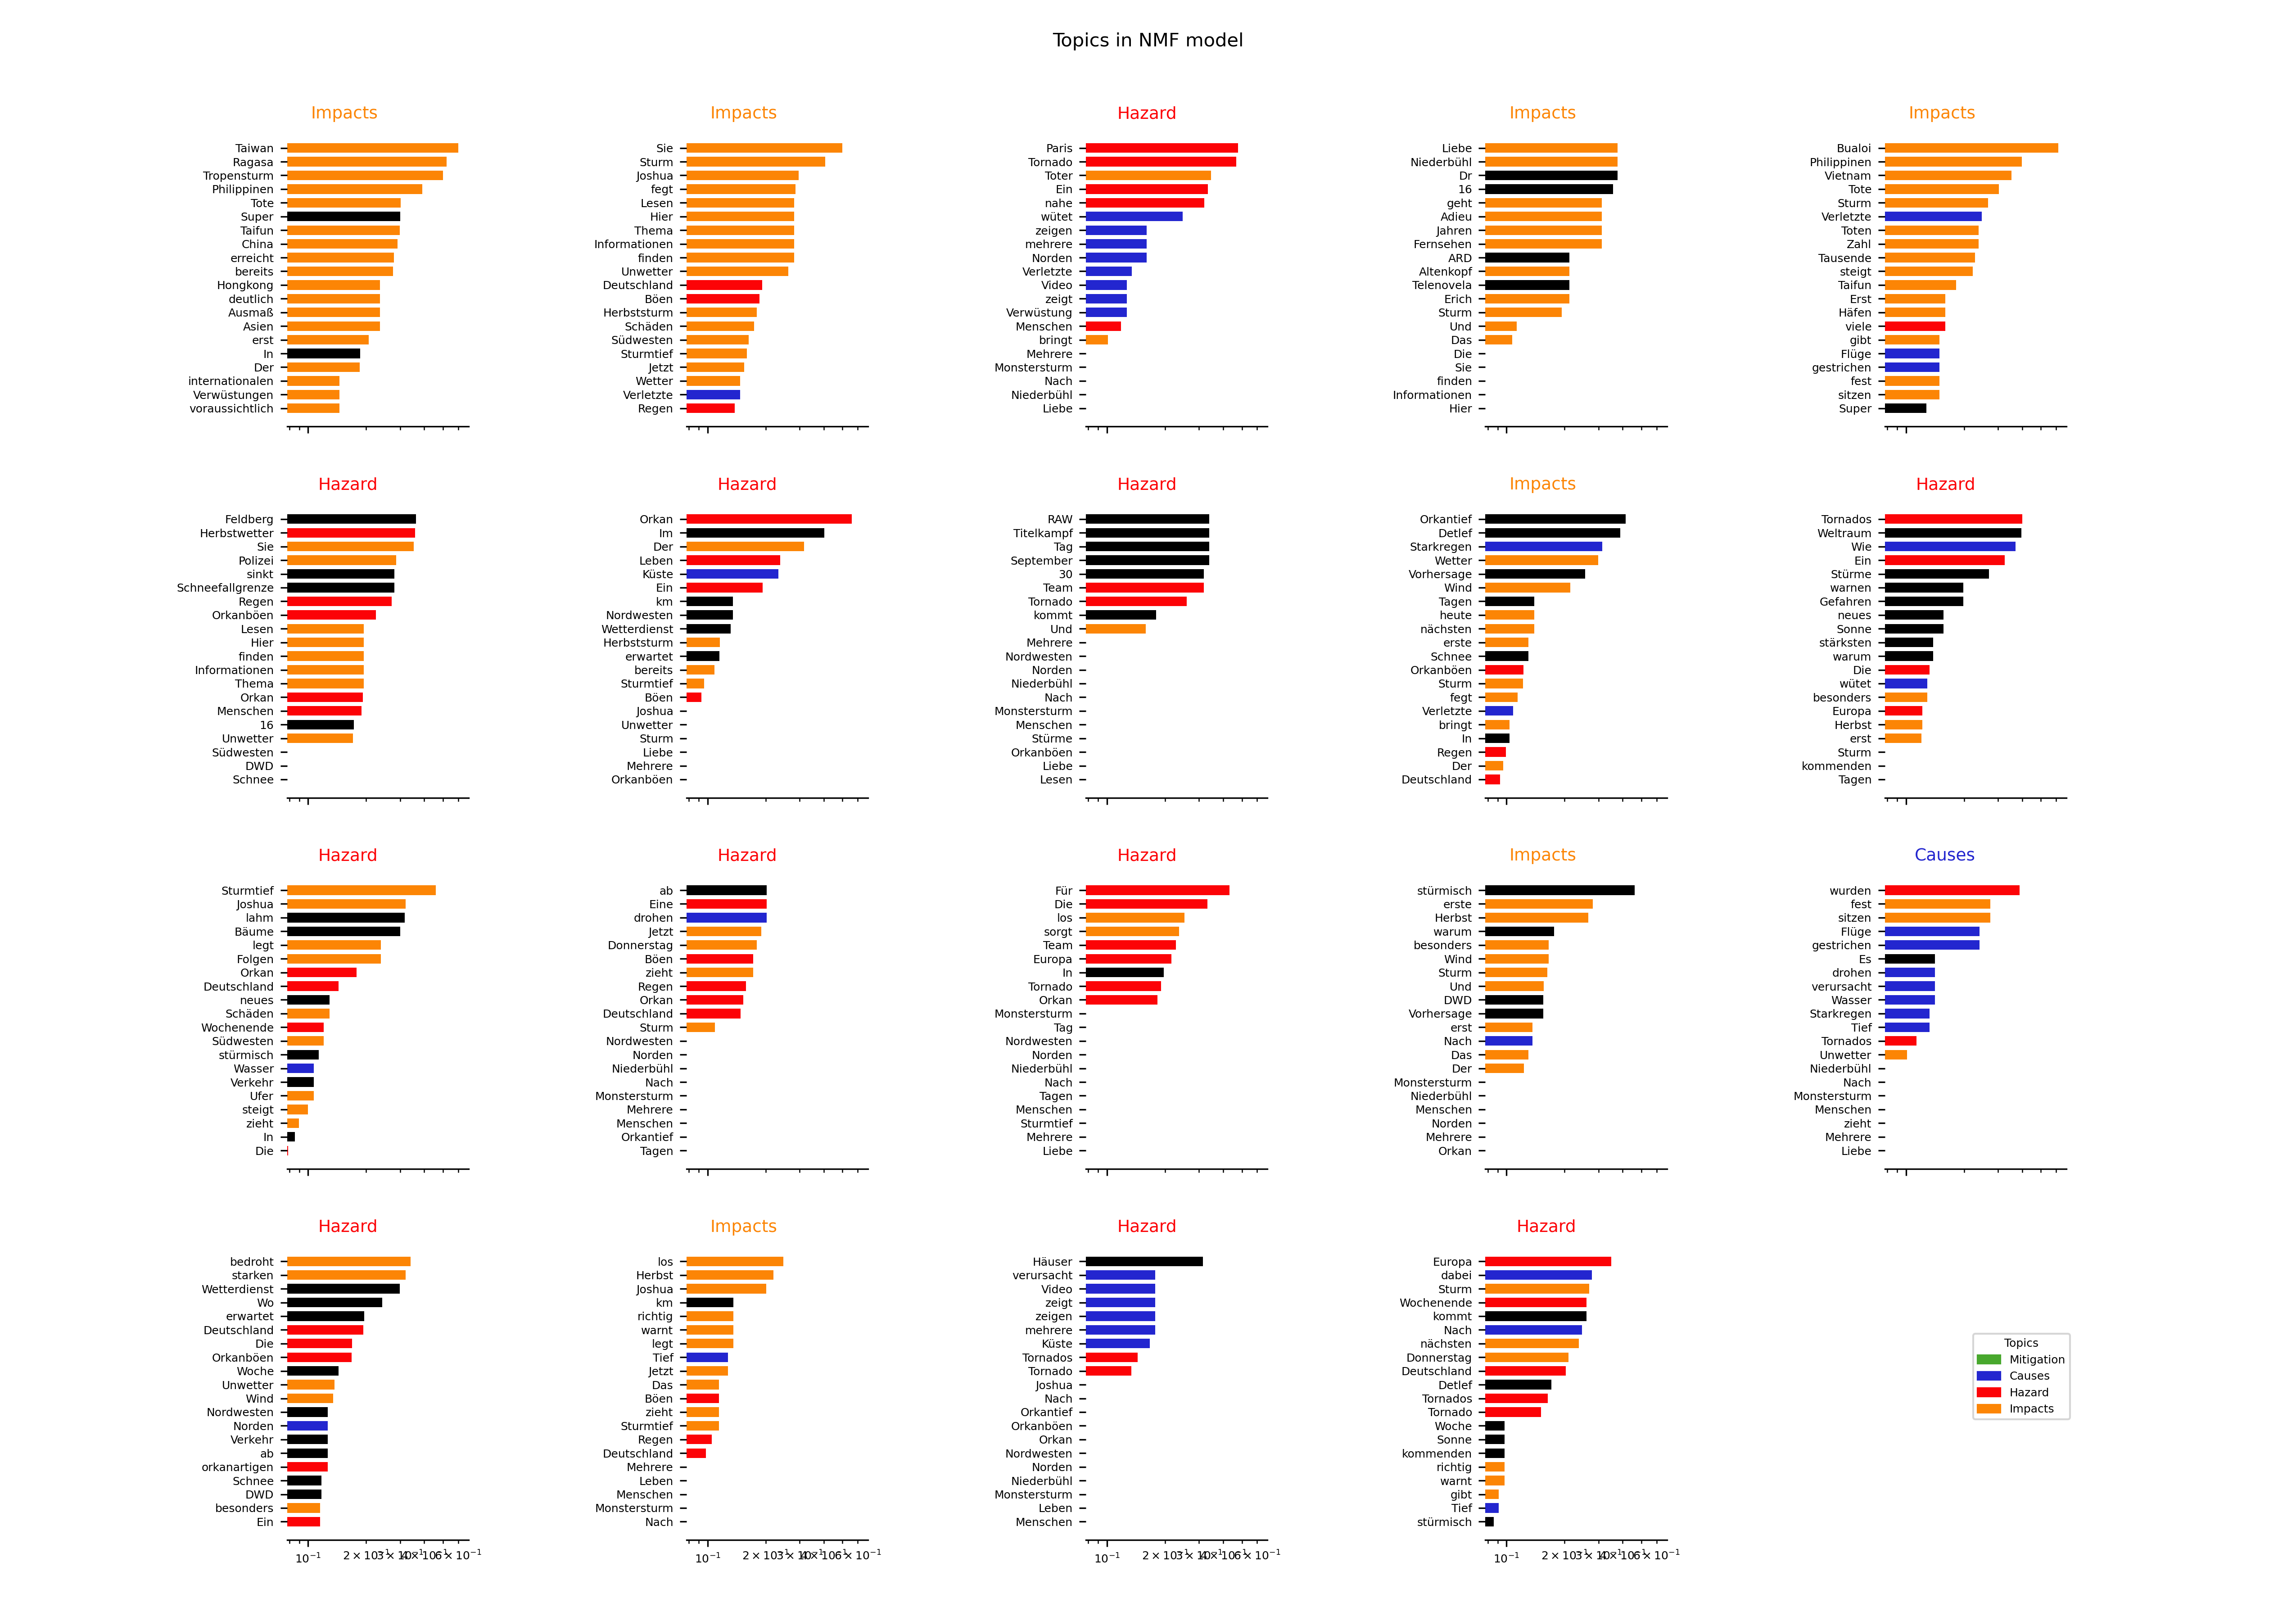 Topics in NMF model
Impacts
Taiwan
Ragasa
Tropensturm
Philippinen
Tote
Super
Taifun
China
erreicht
bereits
Hongkong
deutlich
Ausmaß
Asien
erst
In
Der
internationalen
Verwüstungen
voraussichtlich
Impacts
Sie
Sturm
Joshua
fegt
Lesen
Hier
Thema
Informationen
finden
Unwetter
Deutschland
Böen
Herbststurm
Schäden
Südwesten
Sturmtief
Jetzt
Wetter
Verletzte
Regen
Hazard
Paris
Tornado
Toter
Ein
nahe
wütet
zeigen
mehrere
Norden
Verletzte
Video
zeigt
Verwüstung
Menschen
bringt
Mehrere
Monstersturm
Nach
Niederbühl
Liebe
Impacts
Liebe
Niederbühl
Dr
16
geht
Adieu
Jahren
Fernsehen
ARD
Altenkopf
Telenovela
Erich
Sturm
Und
Das
Die
Sie
finden
Informationen
Hier
Impacts
Bualoi
Philippinen
Vietnam
Tote
Sturm
Verletzte
Toten
Zahl
Tausende
steigt
Taifun
Erst
Häfen
viele
gibt
Flüge
gestrichen
fest
sitzen
Super
Hazard
Feldberg
Herbstwetter
Sie
Polizei
sinkt
Schneefallgrenze
Regen
Orkanböen
Lesen
Hier
finden
Informationen
Thema
Orkan
Menschen
16
Unwetter
Südwesten
DWD
Schnee
Hazard
Orkan
Im
Der
Leben
Küste
Ein
km
Nordwesten
Wetterdienst
Herbststurm
erwartet
bereits
Sturmtief
Böen
Joshua
Unwetter
Sturm
Liebe
Mehrere
Orkanböen
Hazard
RAW
Titelkampf
Tag
September
30
Team
Tornado
kommt
Und
Mehrere
Nordwesten
Norden
Niederbühl
Nach
Monstersturm
Menschen
Stürme
Orkanböen
Liebe
Lesen
Impacts
Orkantief
Detlef
Starkregen
Wetter
Vorhersage
Wind
Tagen
heute
nächsten
erste
Schnee
Orkanböen
Sturm
fegt
Verletzte
bringt
In
Regen
Der
Deutschland
Hazard
Tornados
Weltraum
Wie
Ein
Stürme
warnen
Gefahren
neues
Sonne
stärksten
warum
Die
wütet
besonders
Europa
Herbst
erst
Sturm
kommenden
Tagen
Hazard
Sturmtief
Joshua
lahm
Bäume
legt
Folgen
Orkan
Deutschland
neues
Schäden
Wochenende
Südwesten
stürmisch
Wasser
Verkehr
Ufer
steigt
zieht
In
Die
Hazard
ab
Eine
drohen
Jetzt
Donnerstag
Böen
zieht
Regen
Orkan
Deutschland
Sturm
Nordwesten
Norden
Niederbühl
Nach
Monstersturm
Mehrere
Menschen
Orkantief
Tagen
Hazard
Für
Die
los
sorgt
Team
Europa
In
Tornado
Orkan
Monstersturm
Tag
Nordwesten
Norden
Niederbühl
Nach
Tagen
Menschen
Sturmtief
Mehrere
Liebe
Impacts
stürmisch
erste
Herbst
warum
besonders
Wind
Sturm
Und
DWD
Vorhersage
erst
Nach
Das
Der
Monstersturm
Niederbühl
Menschen
Norden
Mehrere
Orkan
Causes
wurden
fest
sitzen
Flüge
gestrichen
Es
drohen
verursacht
Wasser
Starkregen
Tief
Tornados
Unwetter
Niederbühl
Nach
Monstersturm
Menschen
zieht
Mehrere
Liebe
Hazard
bedroht
starken
Wetterdienst
Wo
erwartet
Deutschland
Die
Orkanböen
Woche
Unwetter
Wind
Nordwesten
Norden
Verkehr
ab
orkanartigen
Schnee
DWD
besonders
Ein
10⁻¹
Impacts
los
Herbst
Joshua
km
richtig
warnt
legt
Tief
Jetzt
Das
Böen
zieht
Sturmtief
Regen
Deutschland
Mehrere
Leben
Menschen
Monstersturm
Nach
10⁻¹
Hazard
Häuser
verursacht
Video
zeigt
zeigen
mehrere
Küste
Tornados
Tornado
Joshua
Nach
Orkantief
Orkanböen
Orkan
Nordwesten
Norden
Niederbühl
Monstersturm
Leben
Menschen
10⁻¹
Hazard
Europa
dabei
Sturm
Wochenende
kommt
Nach
nächsten
Donnerstag
Deutschland
Detlef
Tornados
Tornado
Woche
Sonne
kommenden
richtig
warnt
gibt
Tief
stürmisch
10⁻¹
Topics
Mitigation
Causes
Hazard
Impacts